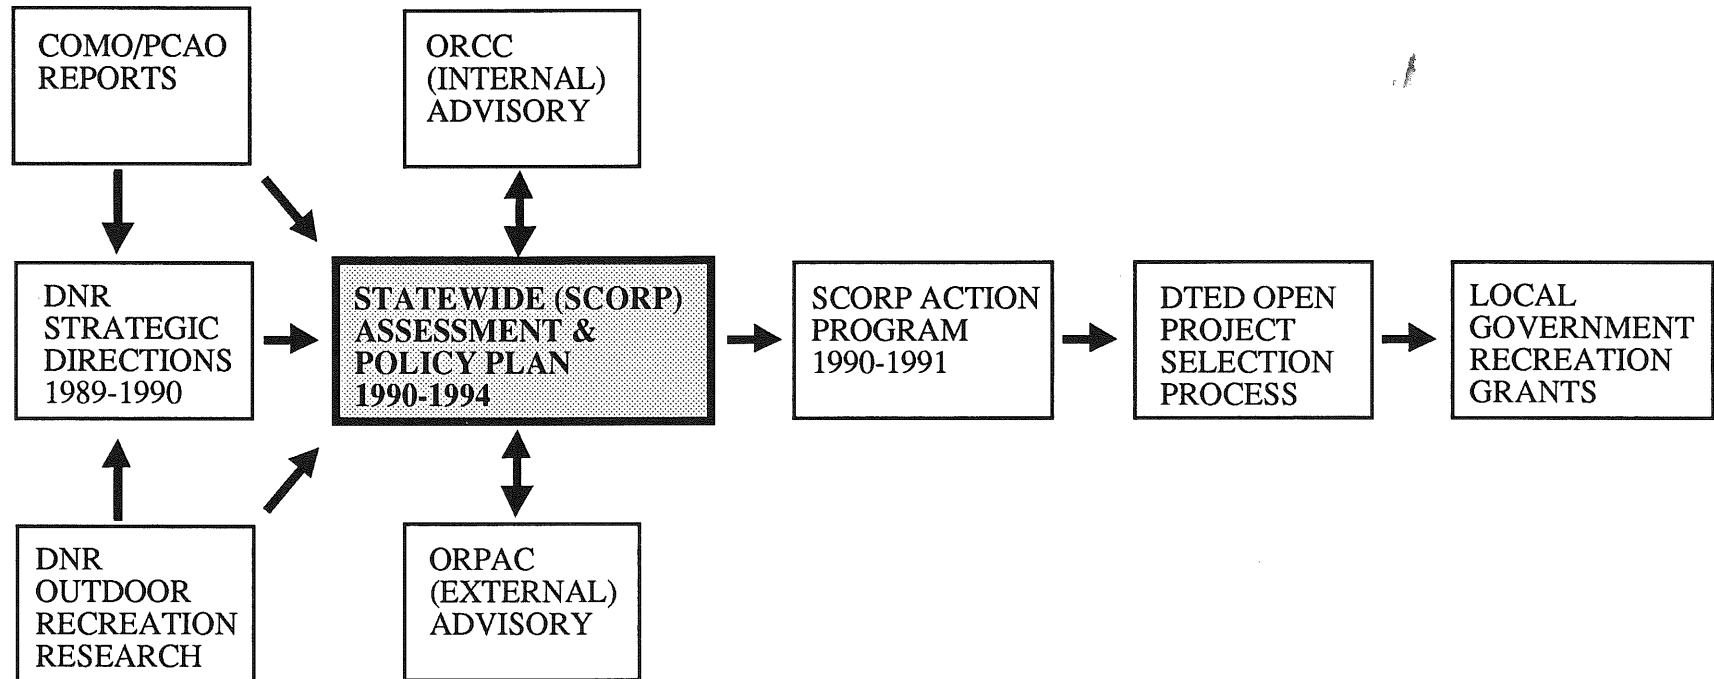 COMO/PCAO
REPORTS
ORCC
(INTERNAL)
ADVISORY
DNR
STRATEGIC
DIRECTIONS
1989-1990
STATEWIDE (SCORP)
ASSESSMENT &
POLICY PLAN
1990-1994
SCORP ACTION
PROGRAM
1990-1991
DTED OPEN
PROJECT
SELECTION
PROCESS
LOCAL
GOVERNMENT
RECREATION
GRANTS
DNR
OUTDOOR
RECREATION
RESEARCH
ORPAC
(EXTERNAL)
ADVISORY